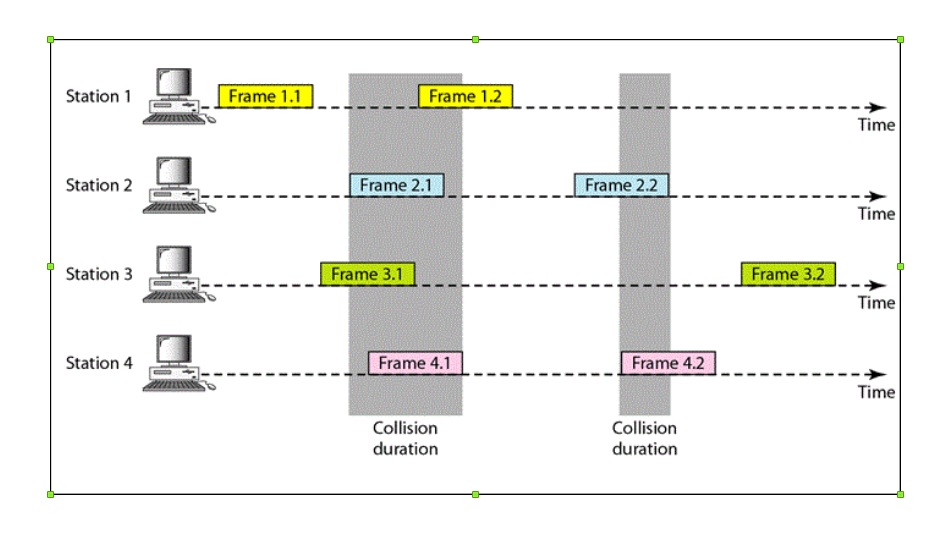 Station 1
Frame 1.1
Frame 1.2
Time
Station 2
Frame 2.1
Frame 2.2
Time
Station 3
Frame 3.1
Frame 3.2
Time
Station 4
Frame 4.1
Frame 4.2
Time
Collision
duration
Collision
duration